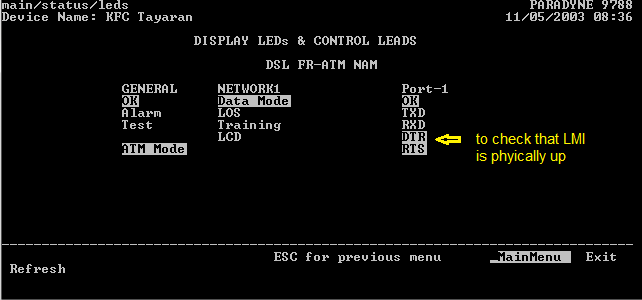 main/status/leds PARADYNE 9788
Device Name: KFC Tayaran 11/05/2003 08:36
DISPLAY LEDs & CONTROL LEADS
DSL FR-ATM NAM
GENERAL NETWORK1 Port-1
OK Data Mode OK
Alarm LOS TXD
Test Training RXD
LCD DTR
ATM Mode RTS
to check that LMI
is phyically up
ESC for previous menu MainMenu Exit
Refresh